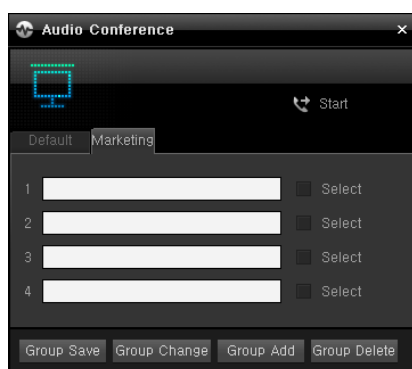 Audio Conference ×
Start
Default Marketing
1 Select
2 Select
3 Select
4 Select
Group Save Group Change Group Add Group Delete